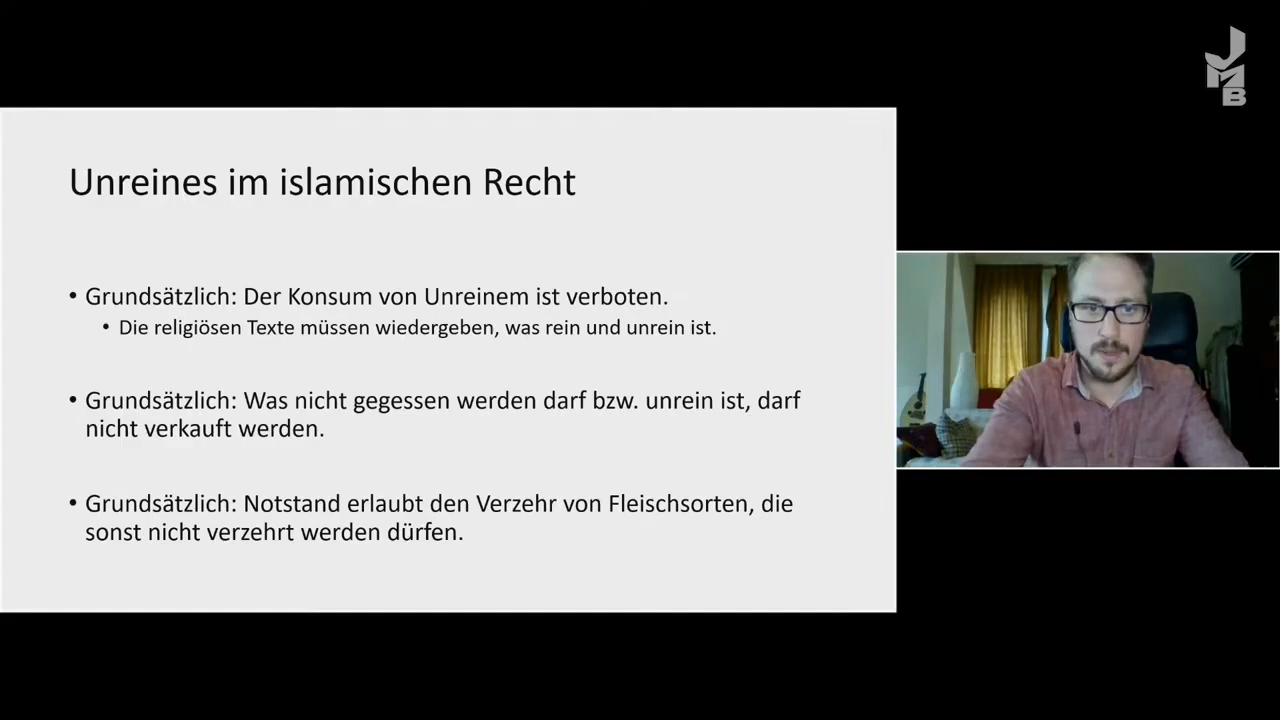 JMB
Unreines im islamischen Recht
• Grundsätzlich: Der Konsum von Unreinem ist verboten.
• Die religiösen Texte müssen wiedergeben, was rein und unrein ist.
• Grundsätzlich: Was nicht gegessen werden darf bzw. unrein ist, darf
nicht verkauft werden.
• Grundsätzlich: Notstand erlaubt den Verzehr von Fleischsorten, die
sonst nicht verzehrt werden dürfen.